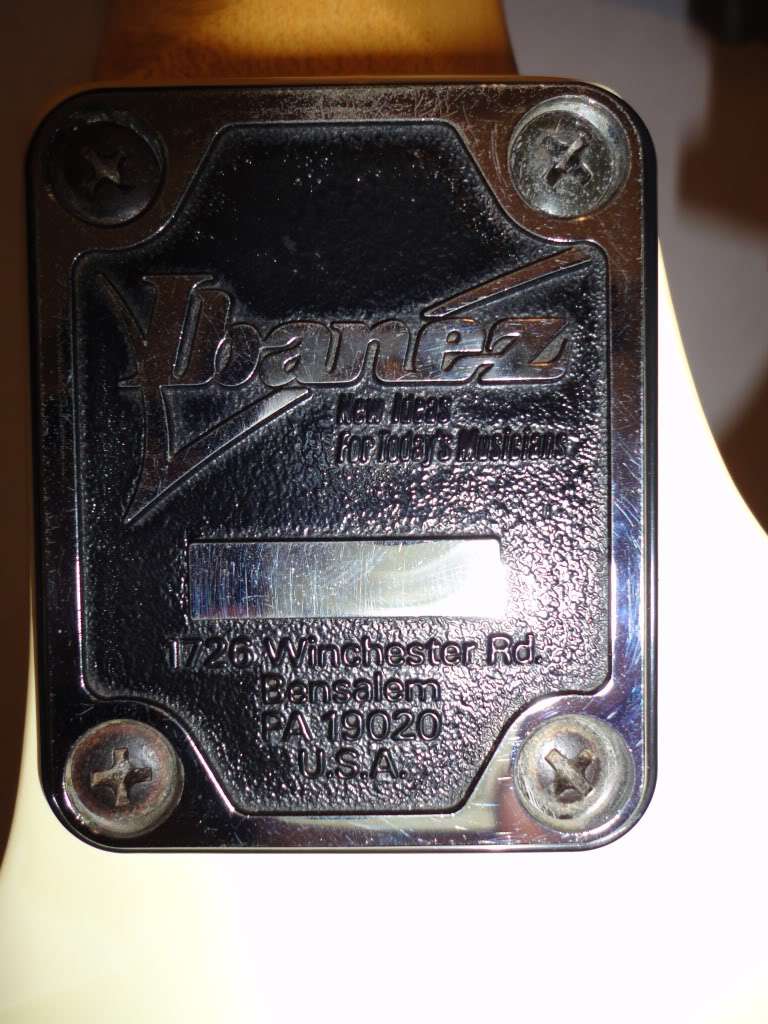 Ibanez
New Ideas
For Today's Musicians
1726 Winchester Rd.
Bensalem
PA 19020
U.S.A.